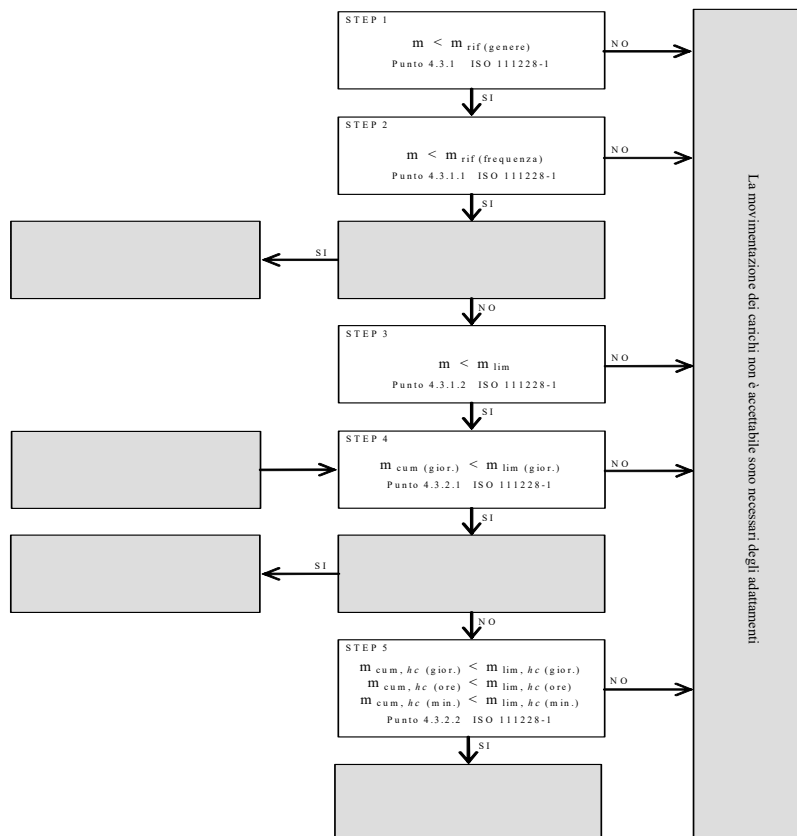 STEP 1
m < m rif (genere)
Punto 4.3.1 ISO 111228-1
NO
SI
STEP 2
m < m rif (frequenza)
Punto 4.3.1.1 ISO 111228-1
NO
SI
SI
NO
STEP 3
m < m lim
Punto 4.3.1.2 ISO 111228-1
NO
SI
STEP 4
m cum (gior.) < m lim (gior.)
Punto 4.3.2.1 ISO 111228-1
NO
SI
SI
NO
STEP 5
m cum, hc (gior.) < m lim, hc (gior.)
m cum, hc (ore) < m lim, hc (ore)
m cum, hc (min.) < m lim, hc (min.)
Punto 4.3.2.2 ISO 111228-1
NO
SI
La movimentazione dei carichi non è accettabile sono necessari degli adattamenti